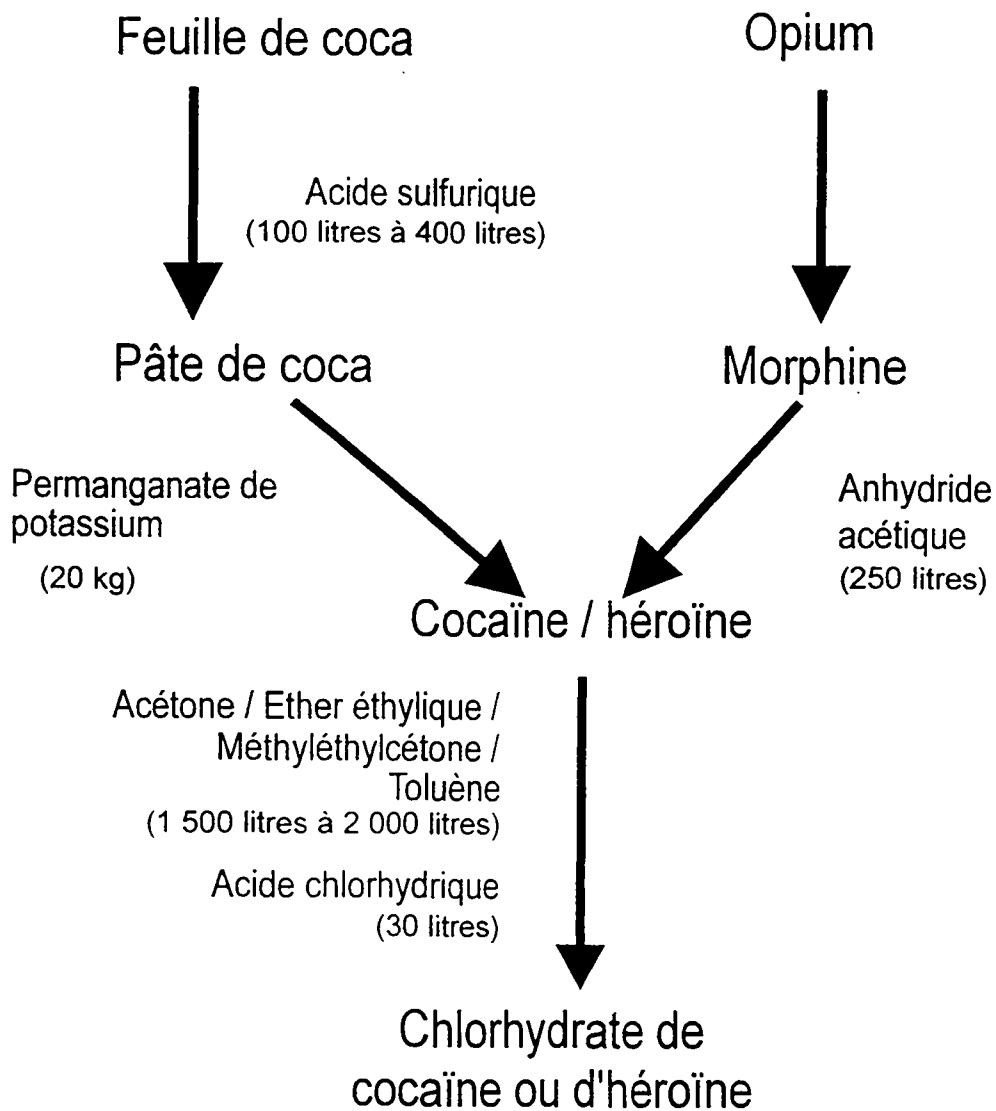 Feuille de coca
Opium
Acide sulfurique
(100 litres à 400 litres)
Pâte de coca
Morphine
Permanganate de
potassium
(20 kg)
Anhydride
acétique
(250 litres)
Cocaïne / héroïne
Acétone / Ether éthylique /
Méthyléthylcétone /
Toluène
(1 500 litres à 2 000 litres)
Acide chlorhydrique
(30 litres)
Chlorhydrate de
cocaïne ou d'héroïne